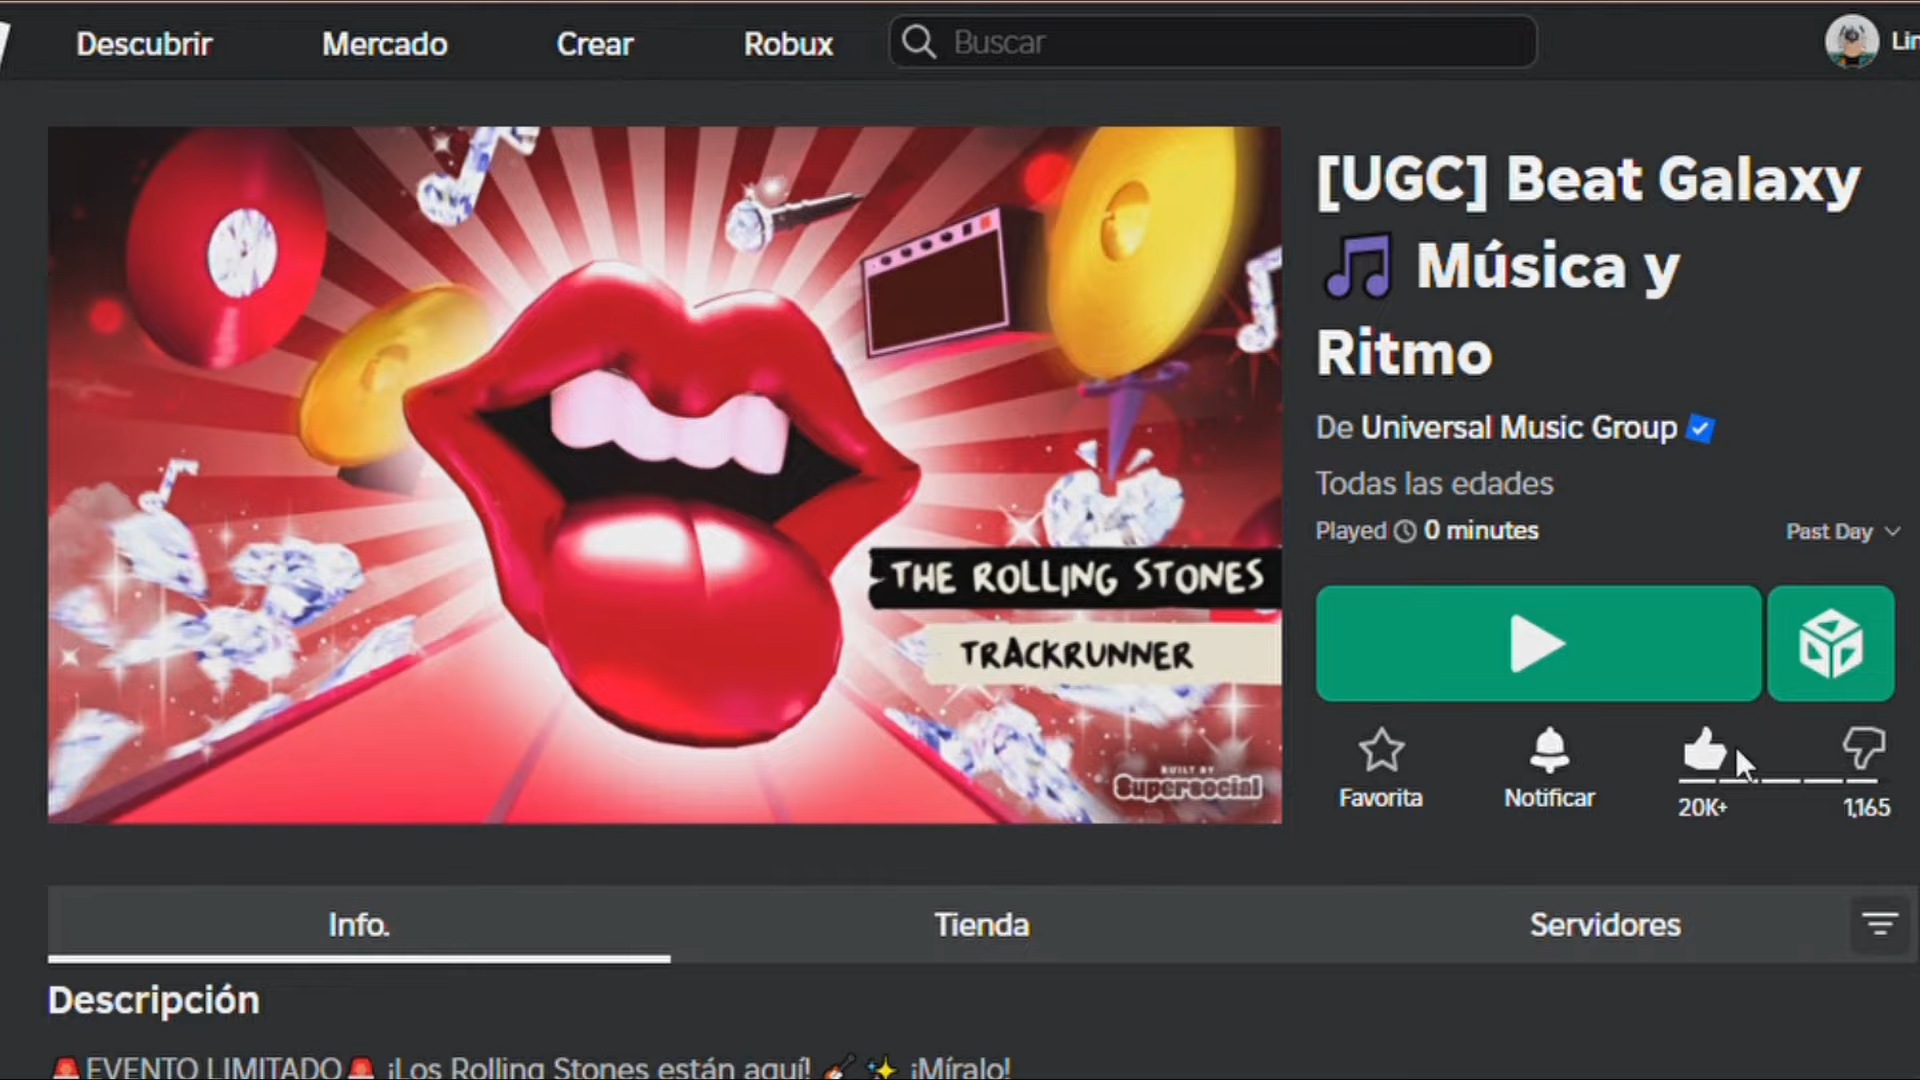 Descubrir Mercado Crear Robux Buscar
[UGC] Beat Galaxy
🎵 Música y
Ritmo
De Universal Music Group
Todas las edades
Played 0 minutes Past Day
THE ROLLING STONES
TRACKRUNNER
BUILT BY
Supersocial
Favorita Notificar 20K+ 1,165
Info. Tienda Servidores
Descripción
🚨EVENTO LIMITADO🚨 ¡Los Rolling Stones están aquí! 🎸✨ ¡Míralo!